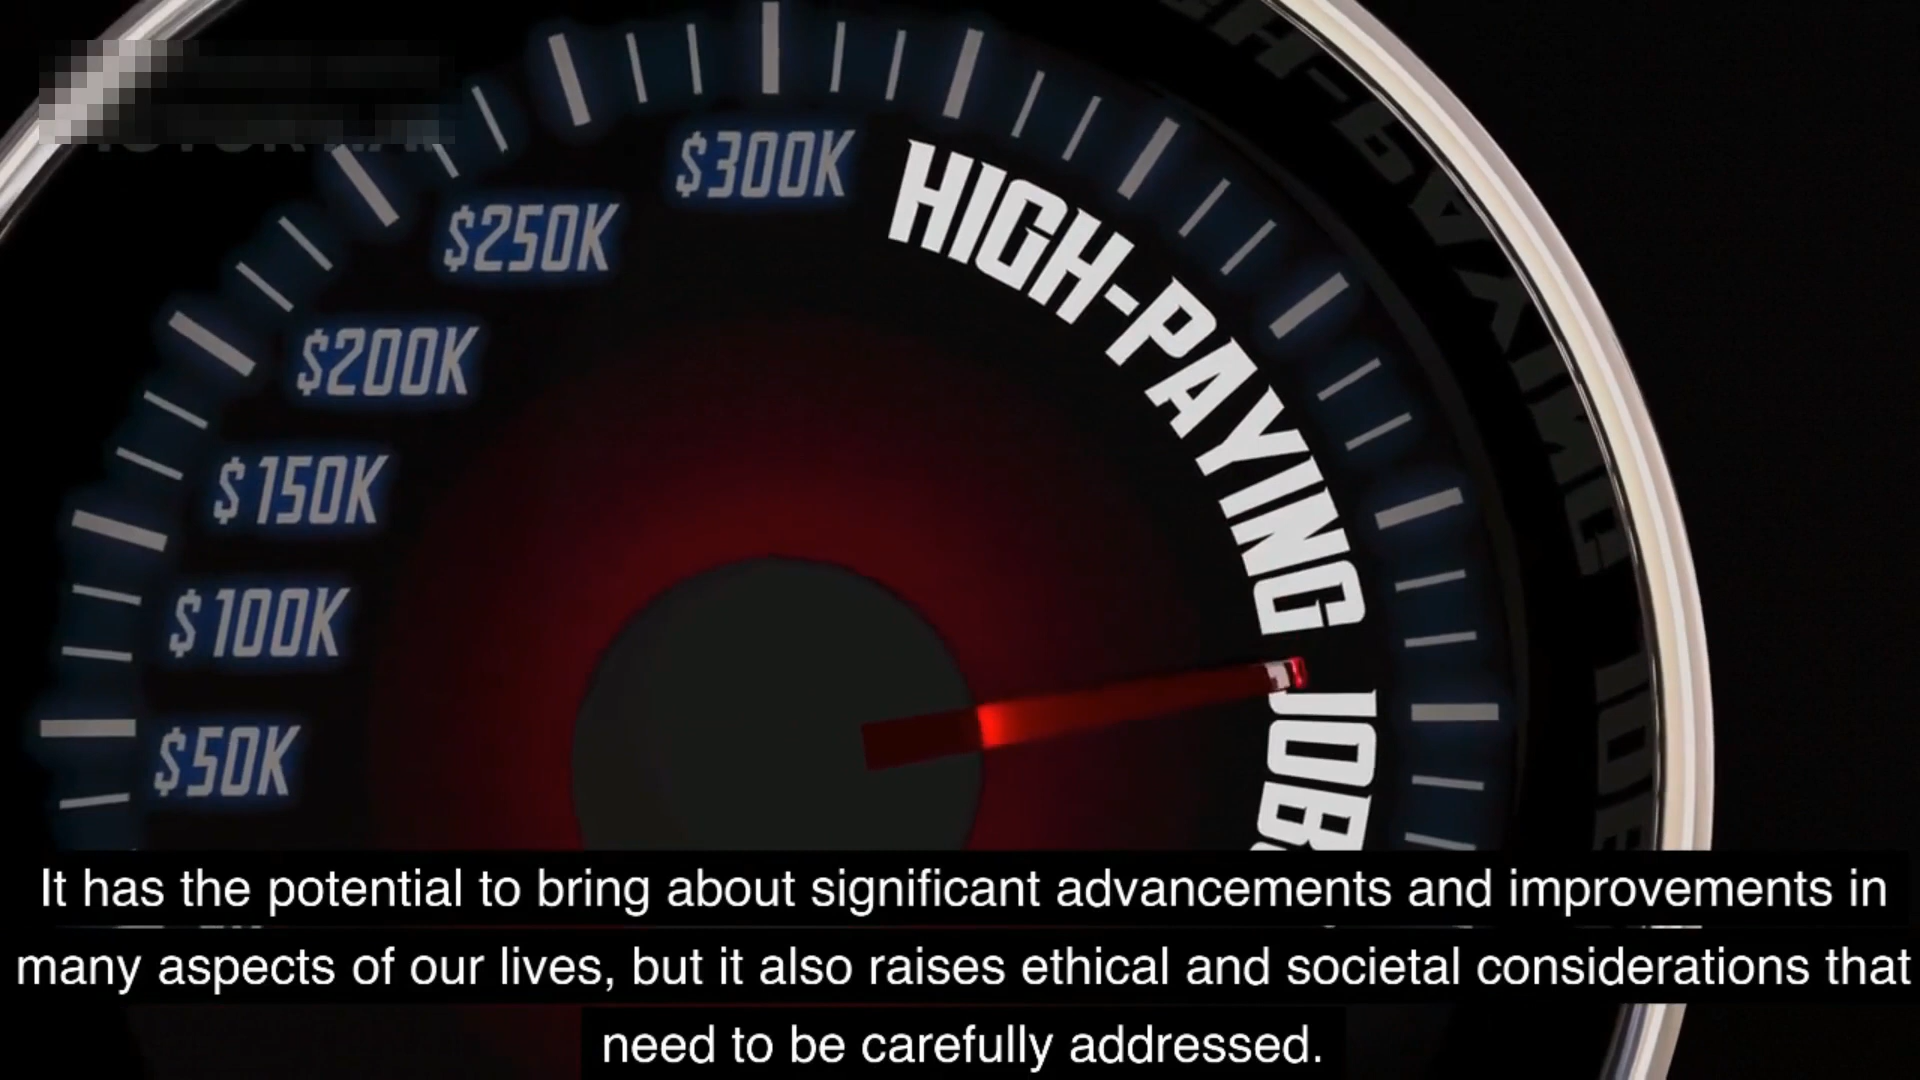 $300K
$250K
$200K
$150K
$100K
$50K
HIGH-PAYING
It has the potential to bring about significant advancements and improvements in
many aspects of our lives, but it also raises ethical and societal considerations that
need to be carefully addressed.